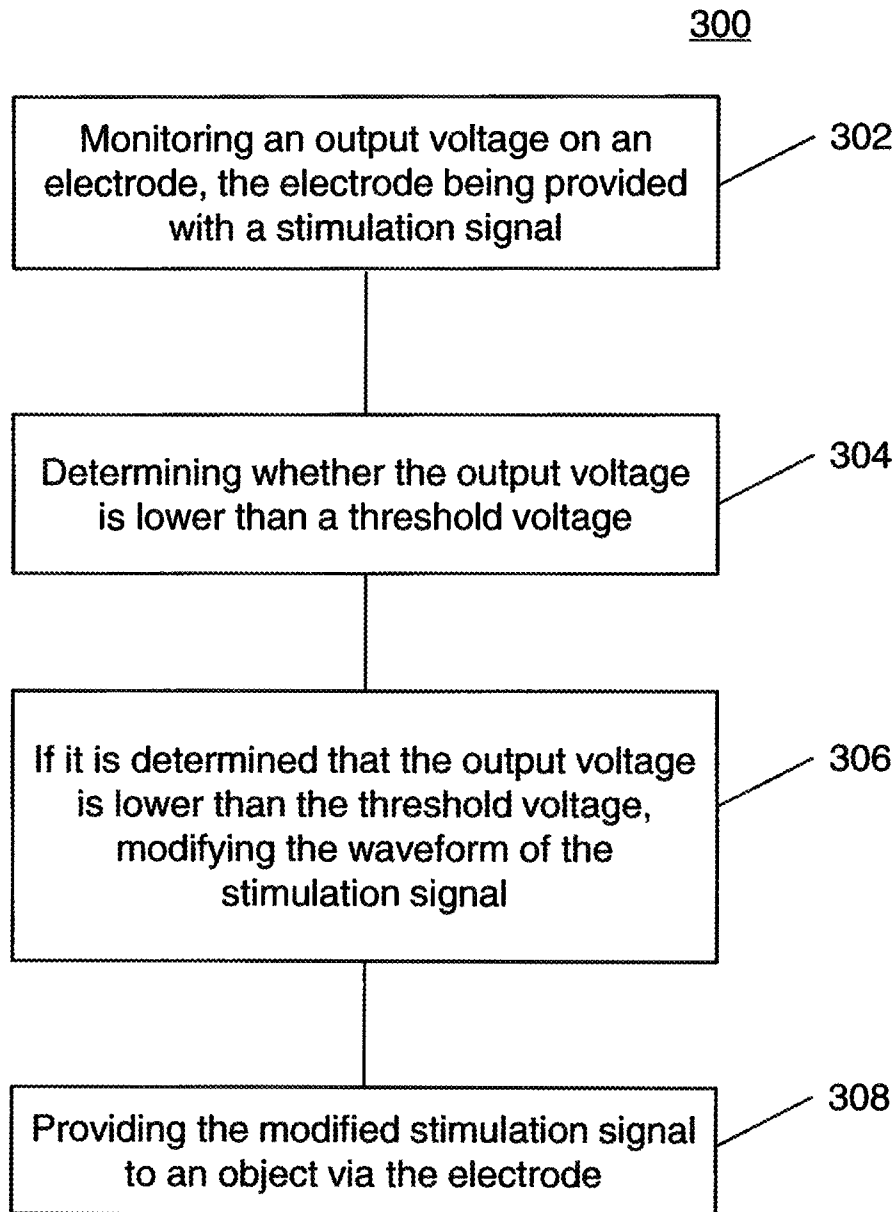 300
Monitoring an output voltage on an
electrode, the electrode being provided
with a stimulation signal
302
Determining whether the output voltage
is lower than a threshold voltage
304
If it is determined that the output voltage
is lower than the threshold voltage,
modifying the waveform of the
stimulation signal
306
Providing the modified stimulation signal
to an object via the electrode
308